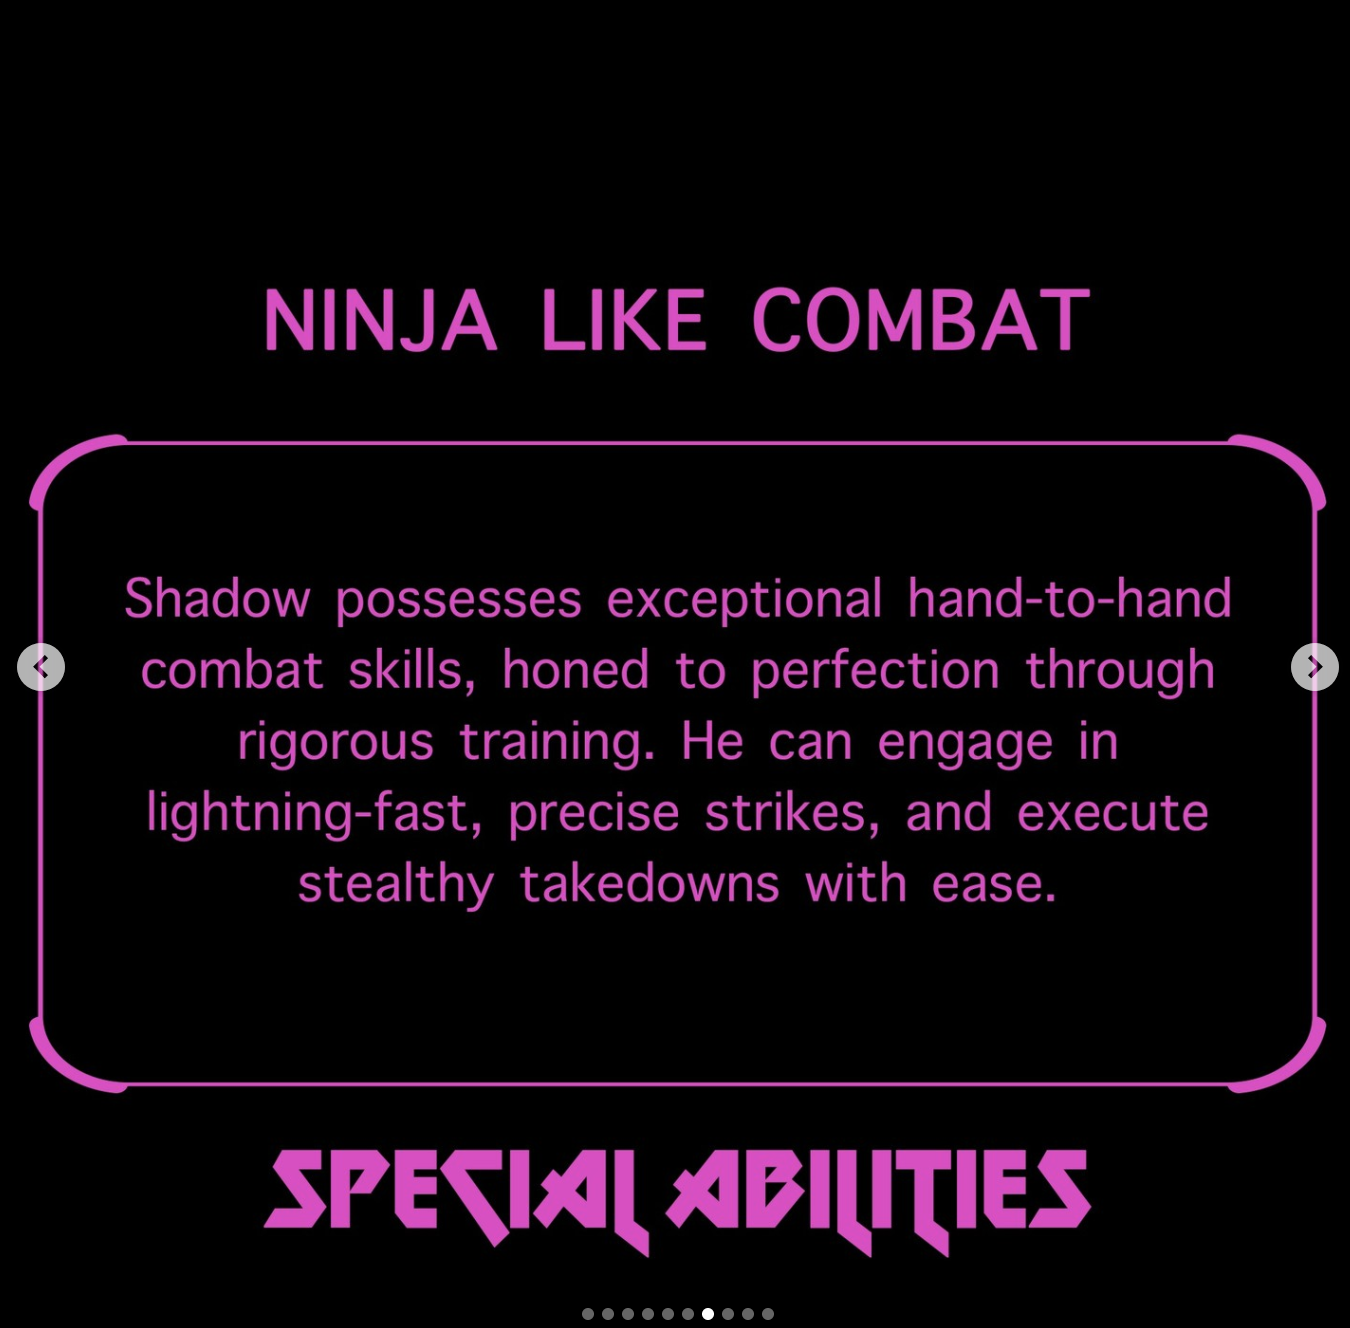 NINJA LIKE COMBAT
Shadow possesses exceptional hand-to-hand
combat skills, honed to perfection through
rigorous training. He can engage in
lightning-fast, precise strikes, and execute
stealthy takedowns with ease.
SPECIAL ABILITIES